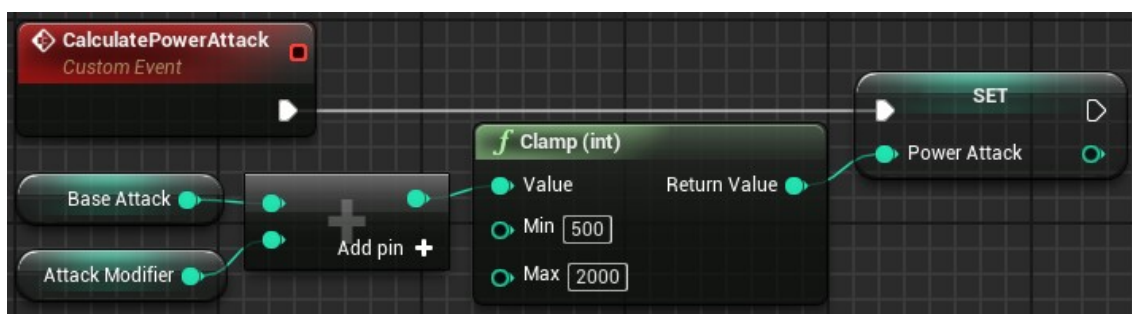 CalculatePowerAttack
Custom Event
SET
Power Attack
f Clamp (int)
Value Return Value
Min 500
Max 2000
Base Attack
Attack Modifier
Add pin